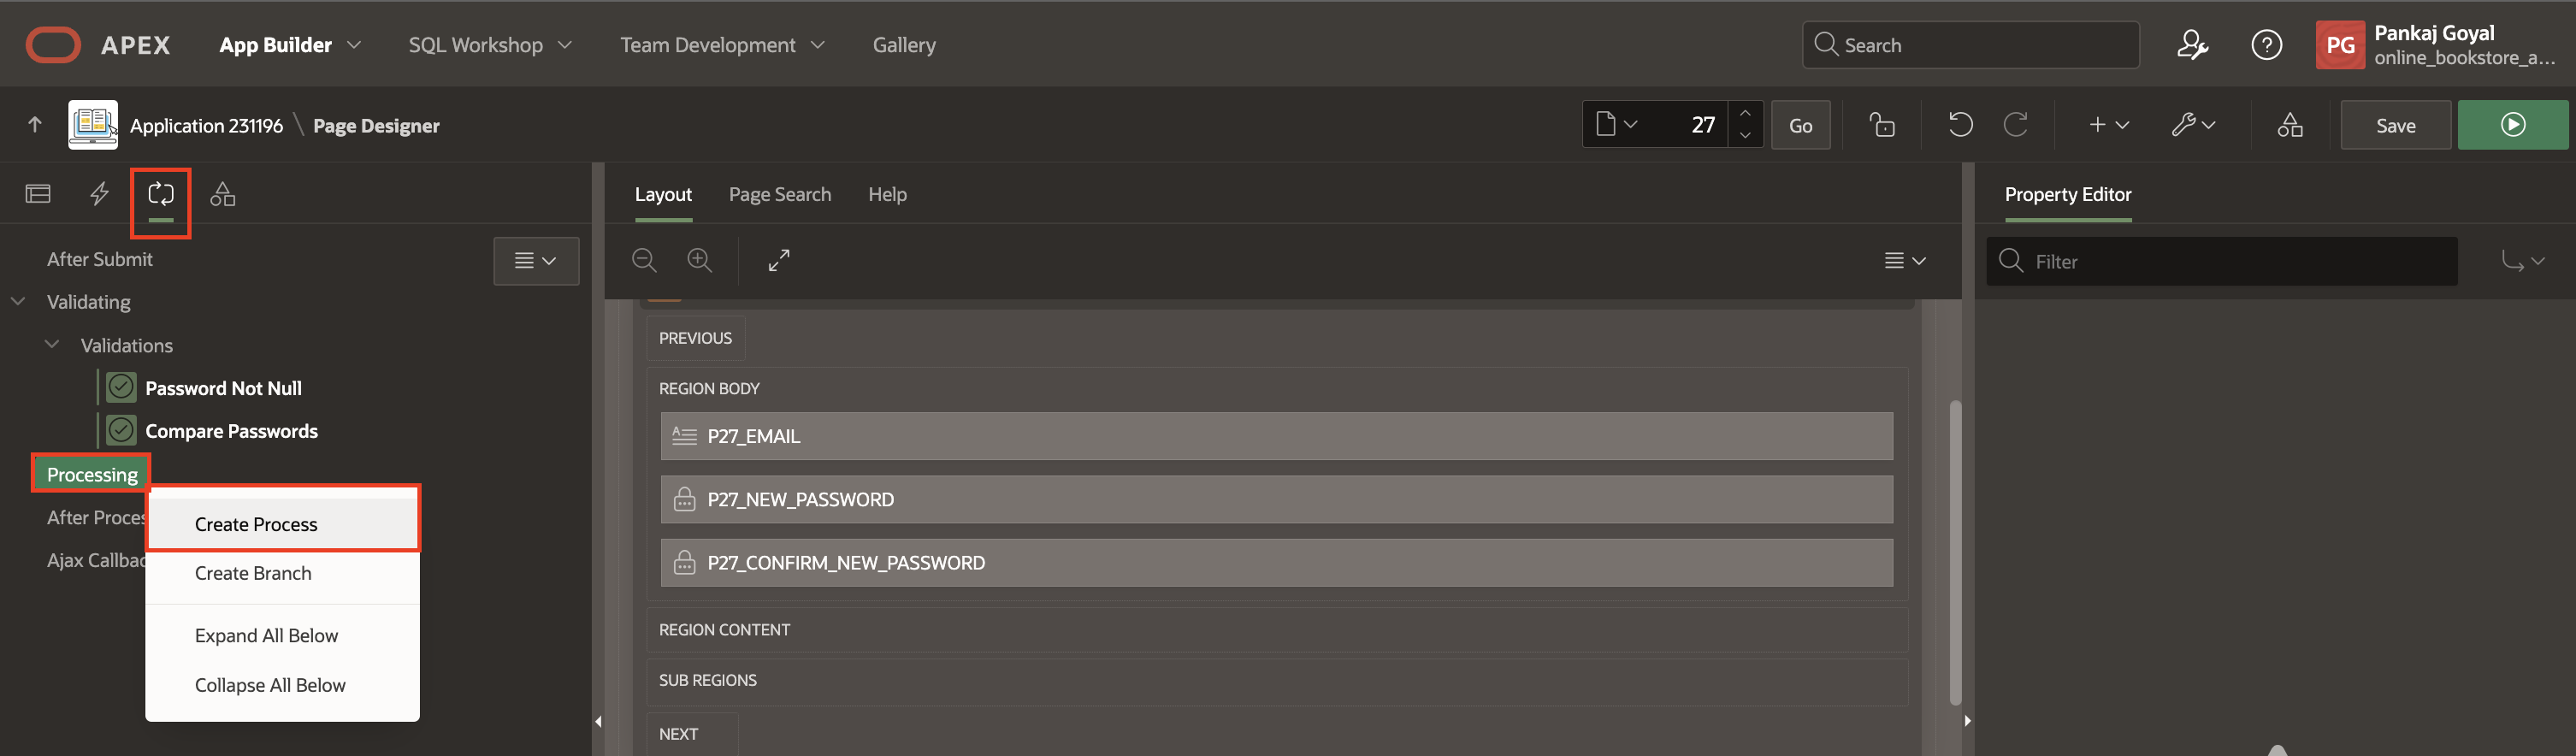 APEX App Builder SQL Workshop Team Development Gallery Search ? PG Pankaj Goyal
online_bookstore_a...
Application 231196 \ Page Designer 27 Go Save
Layout Page Search Help Property Editor
After Submit
Filter
Validating
Validations
Password Not Null
Compare Passwords
Processing
After Proces
Ajax Callbac
Create Process
Create Branch
Expand All Below
Collapse All Below
PREVIOUS
REGION BODY
P27_EMAIL
P27_NEW_PASSWORD
P27_CONFIRM_NEW_PASSWORD
REGION CONTENT
SUB REGIONS
NEXT